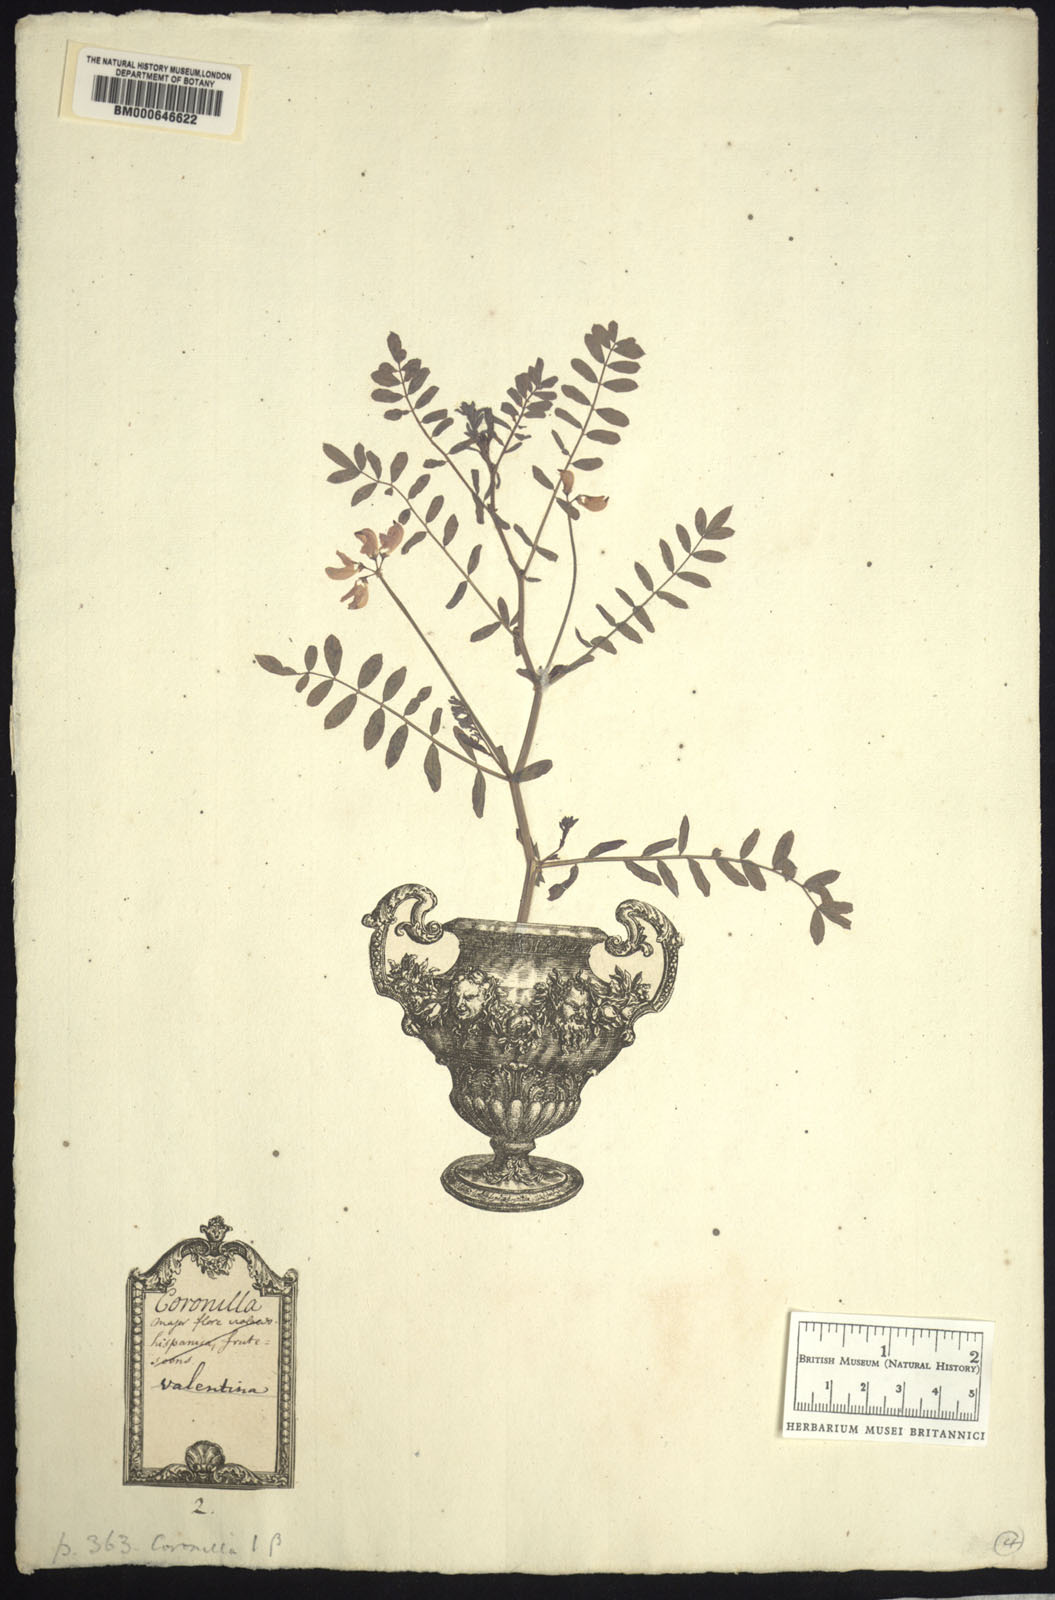 THE NATURAL HISTORY MUSEUM, LONDON
DEPARTMEMT OF BOTANY
BM000646622
Coronilla
major flore
hispanica, frute=
scens
valentina
2.
p. 363. Coronilla 1 β
1 2
BRITISH MUSEUM (NATURAL HISTORY)
1 2 3 4 5
HERBARIUM MUSEI BRITANNICI
4